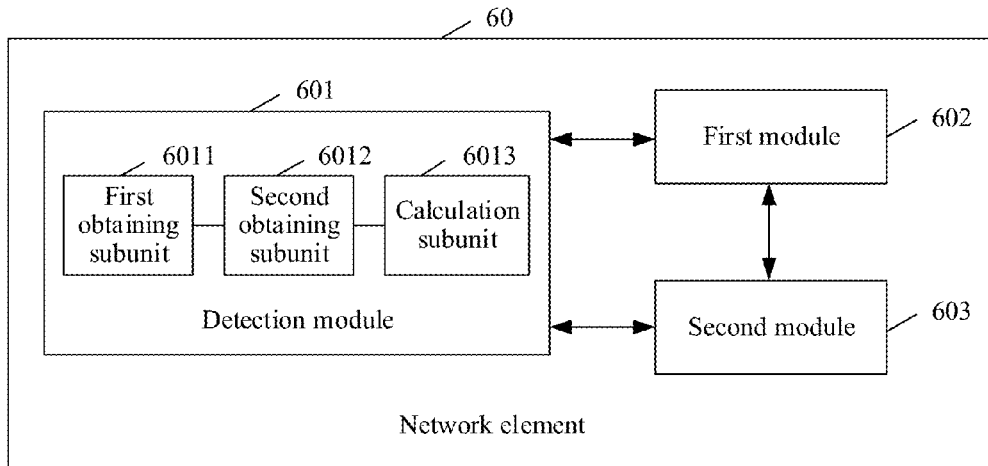 60
601
602
First module
6011
6012
6013
First
obtaining
subunit
Second
obtaining
subunit
Calculation
subunit
Detection module
Second module
603
Network element